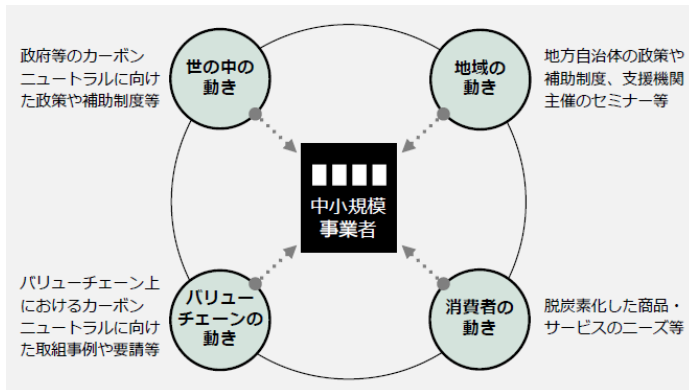 政府等のカーボン
ニュートラルに向け
た政策や補助制度等
世の中の
動き
地域の
動き
地方自治体の政策や
補助制度、支援機関
主催のセミナー等
中小規模
事業者
バリューチェーン上
におけるカーボン
ニュートラルに向け
た取組事例や要請等
バリュー
チェーンの
動き
消費者の
動き
脱炭素化した商品・
サービスのニーズ等